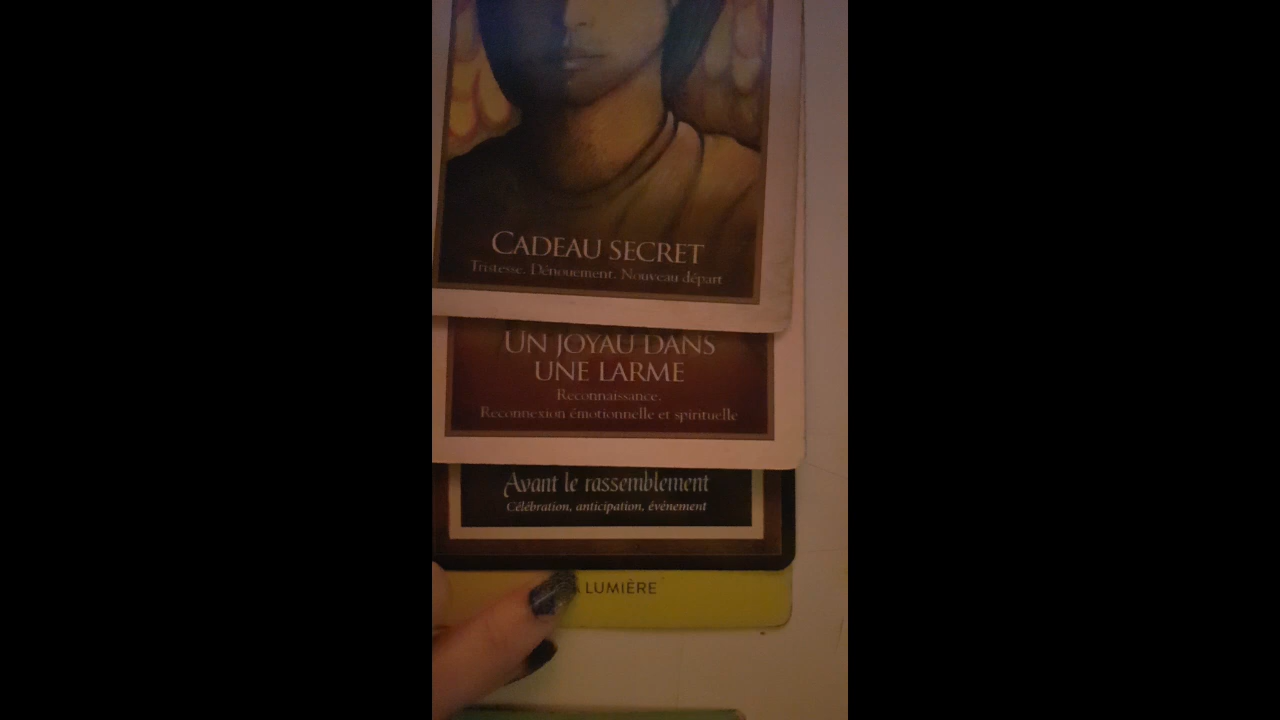 CADEAU SECRET
Tristesse. Dénouement. Nouveau départ
UN JOYAU DANS
UNE LARME
Reconnaissance.
Reconnexion émotionnelle et spirituelle
Avant le rassemblement
Célébration, anticipation, événement
LUMIÈRE